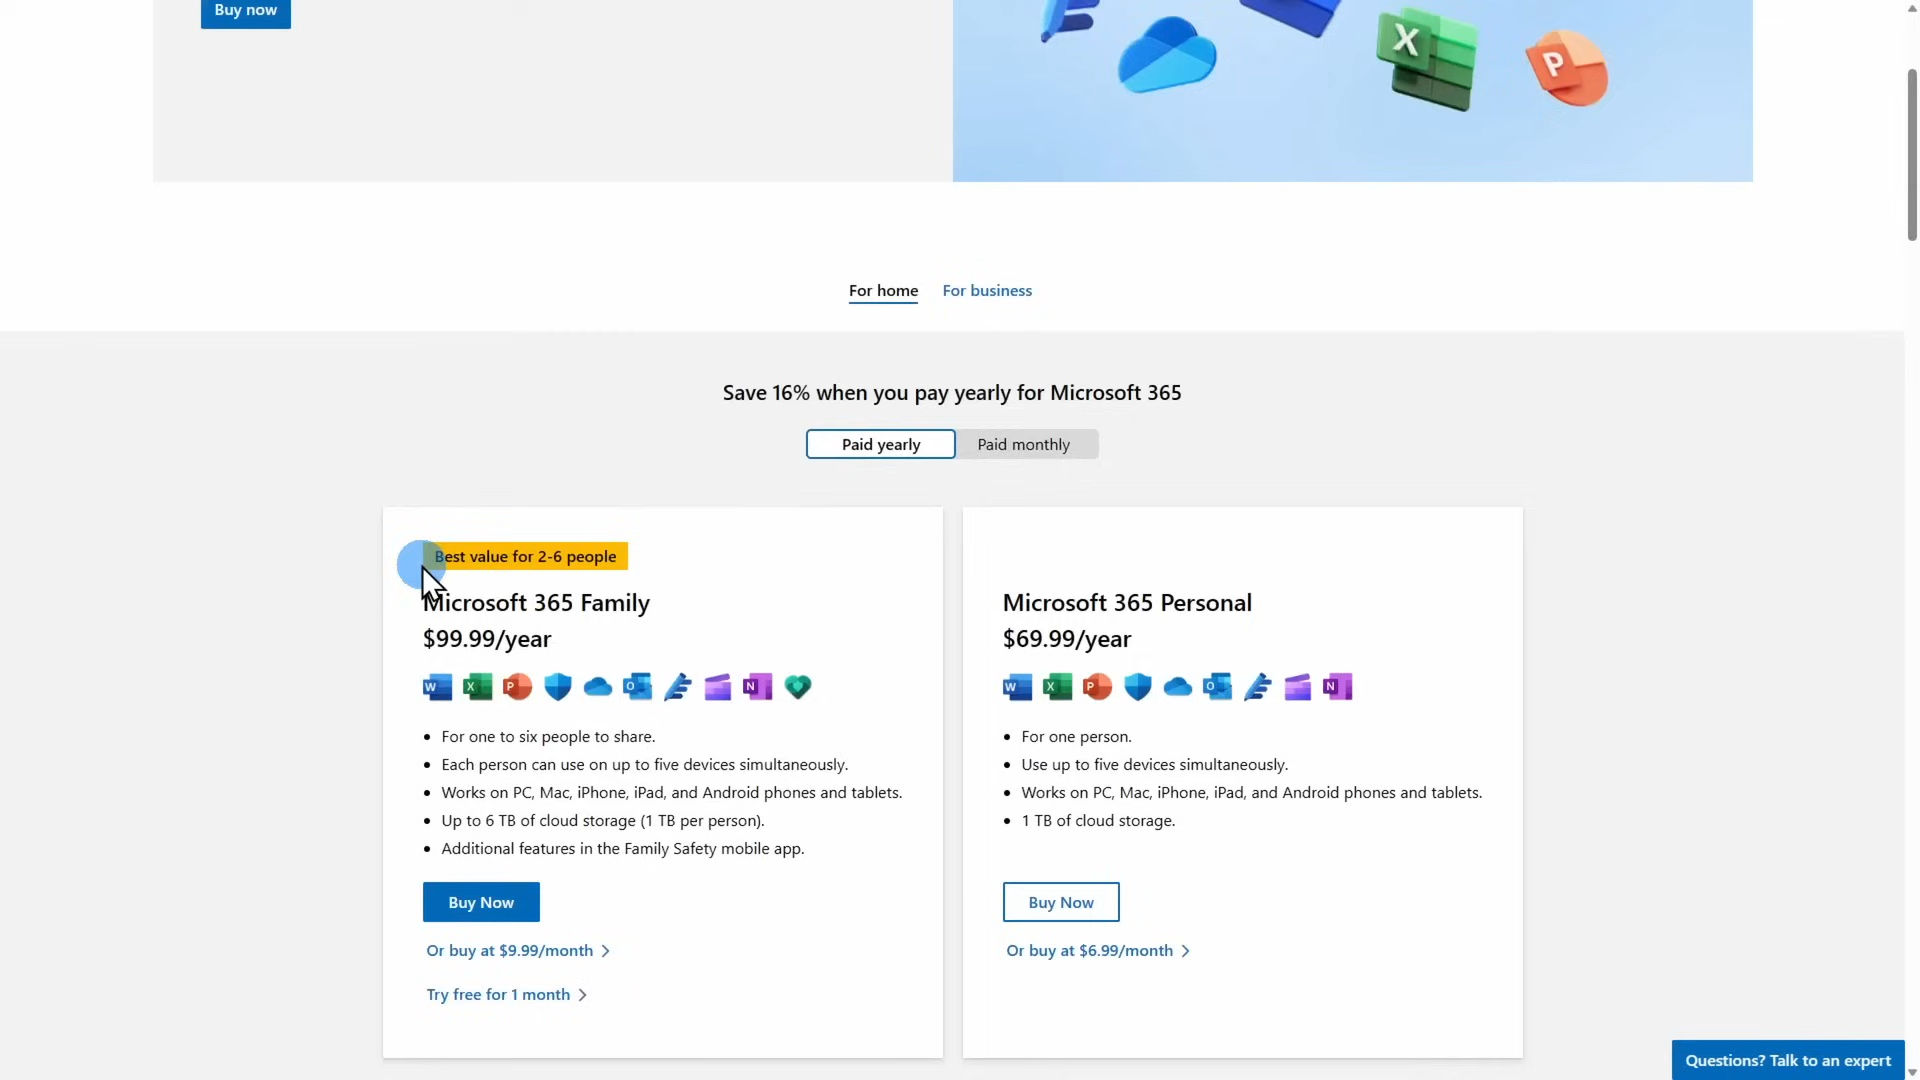 Buy now
X
P
For home
For business
Save 16% when you pay yearly for Microsoft 365
Paid yearly
Paid monthly
Best value for 2-6 people
Microsoft 365 Family
$99.99/year
W X P O N
For one to six people to share.
Each person can use on up to five devices simultaneously.
Works on PC, Mac, iPhone, iPad, and Android phones and tablets.
Up to 6 TB of cloud storage (1 TB per person).
Additional features in the Family Safety mobile app.
Buy Now
Or buy at $9.99/month
Try free for 1 month
Microsoft 365 Personal
$69.99/year
W X P O N
For one person.
Use up to five devices simultaneously.
Works on PC, Mac, iPhone, iPad, and Android phones and tablets.
1 TB of cloud storage.
Buy Now
Or buy at $6.99/month
Questions? Talk to an expert